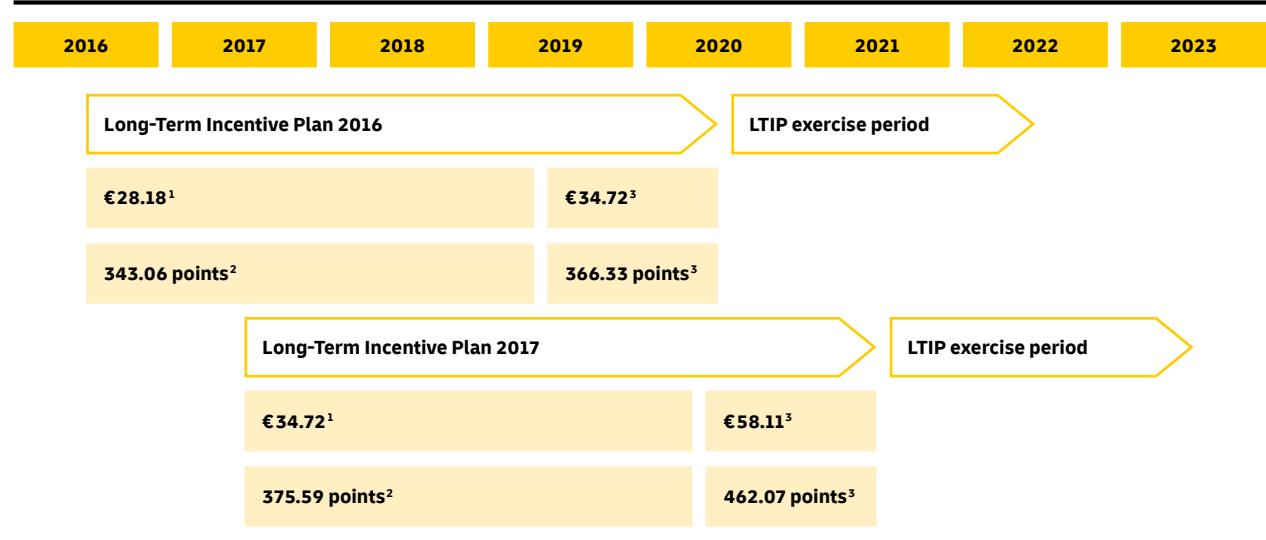 2016 2017 2018 2019 2020 2021 2022 2023
Long-Term Incentive Plan 2016 LTIP exercise period
€28.18¹ €34.72³
343.06 points² 366.33 points³
Long-Term Incentive Plan 2017 LTIP exercise period
€34.72¹ €58.11³
375.59 points² 462.07 points³